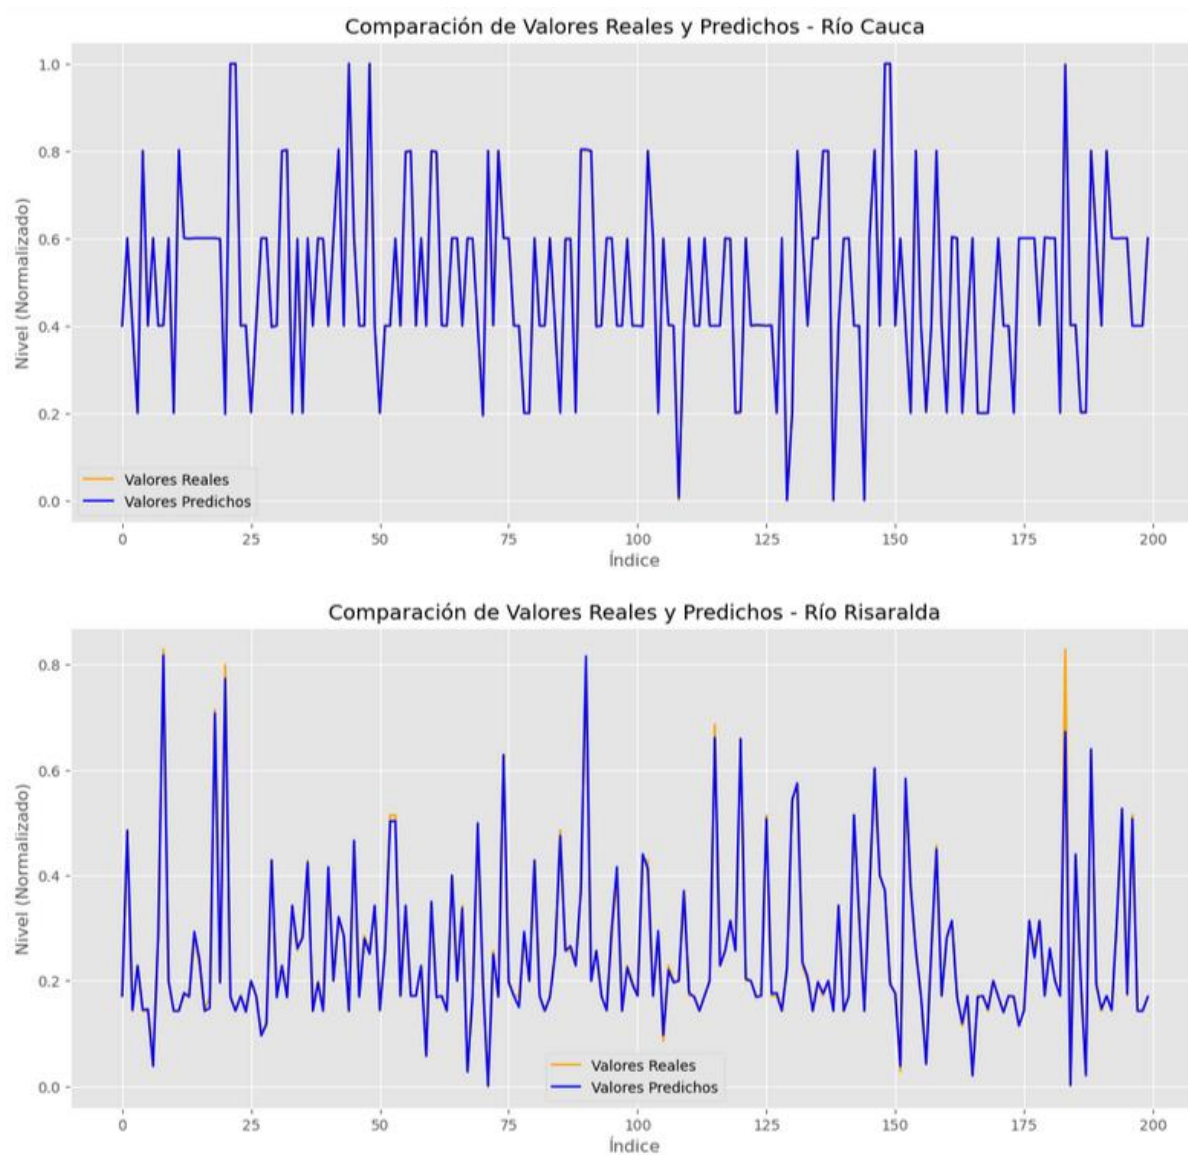 Comparación de Valores Reales y Predichos - Río Cauca
Nivel (Normalizado)
1.0
0.8
0.6
0.4
0.2
0.0
Valores Reales
Valores Predichos
0 25 50 75 100 125 150 175 200
Índice
Comparación de Valores Reales y Predichos - Río Risaralda
Nivel (Normalizado)
0.8
0.6
0.4
0.2
0.0
Valores Reales
Valores Predichos
0 25 50 75 100 125 150 175 200
Índice